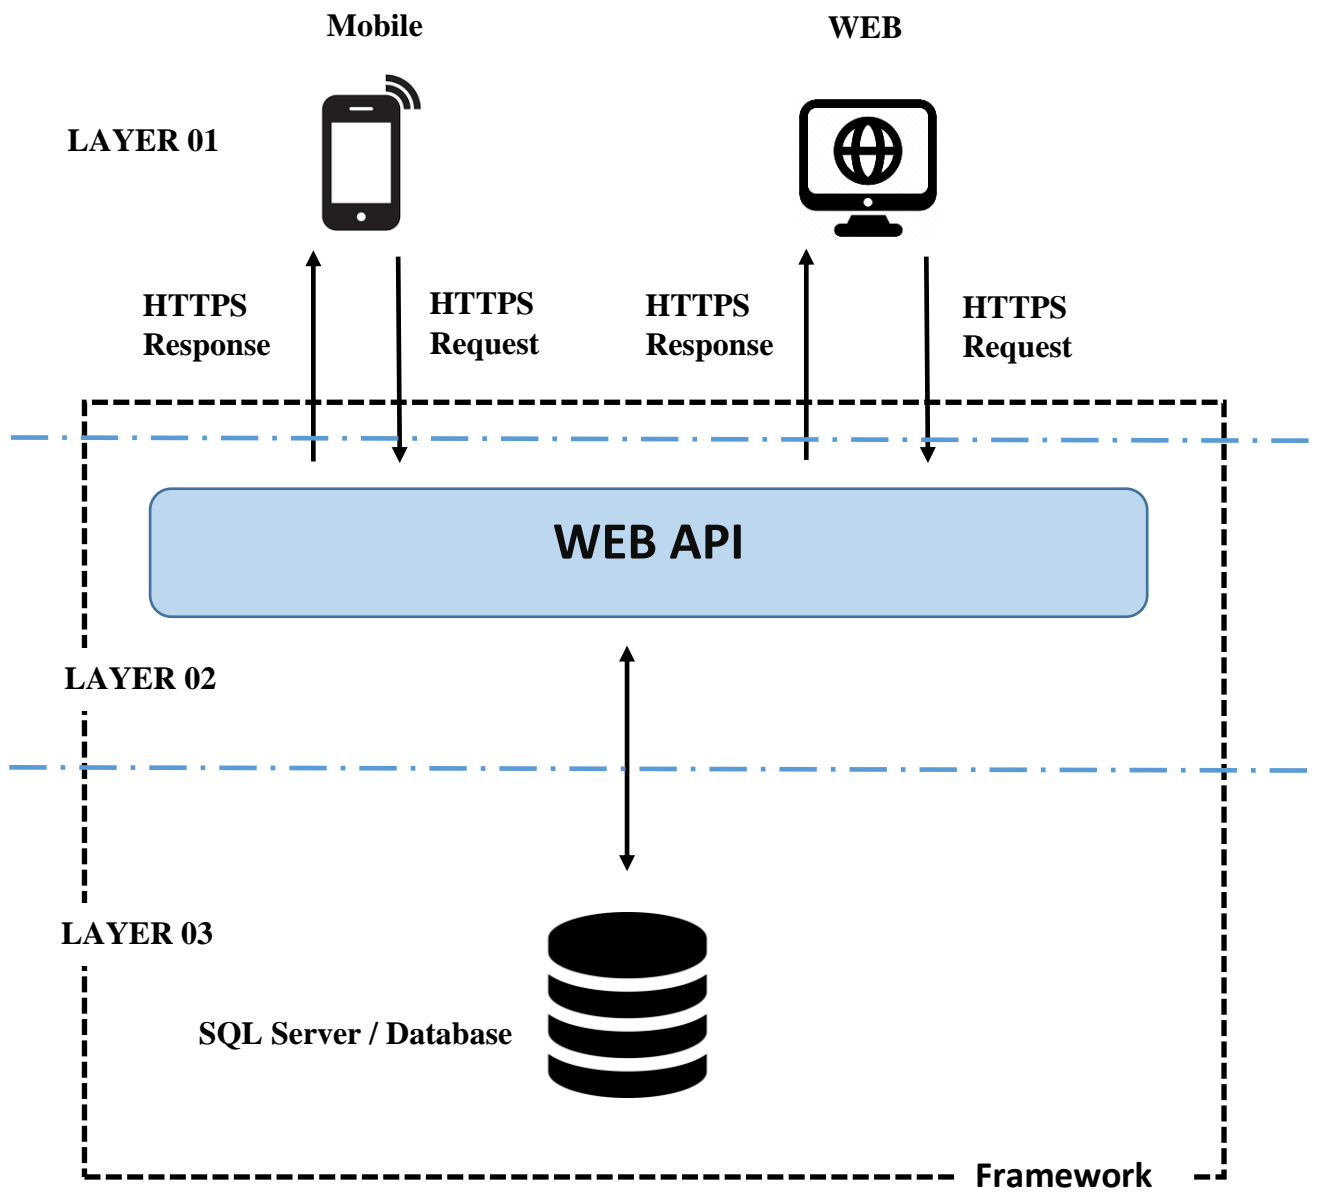 Mobile
WEB
LAYER 01
HTTPS
Response
HTTPS
Request
HTTPS
Response
HTTPS
Request
WEB API
LAYER 02
LAYER 03
SQL Server / Database
Framework